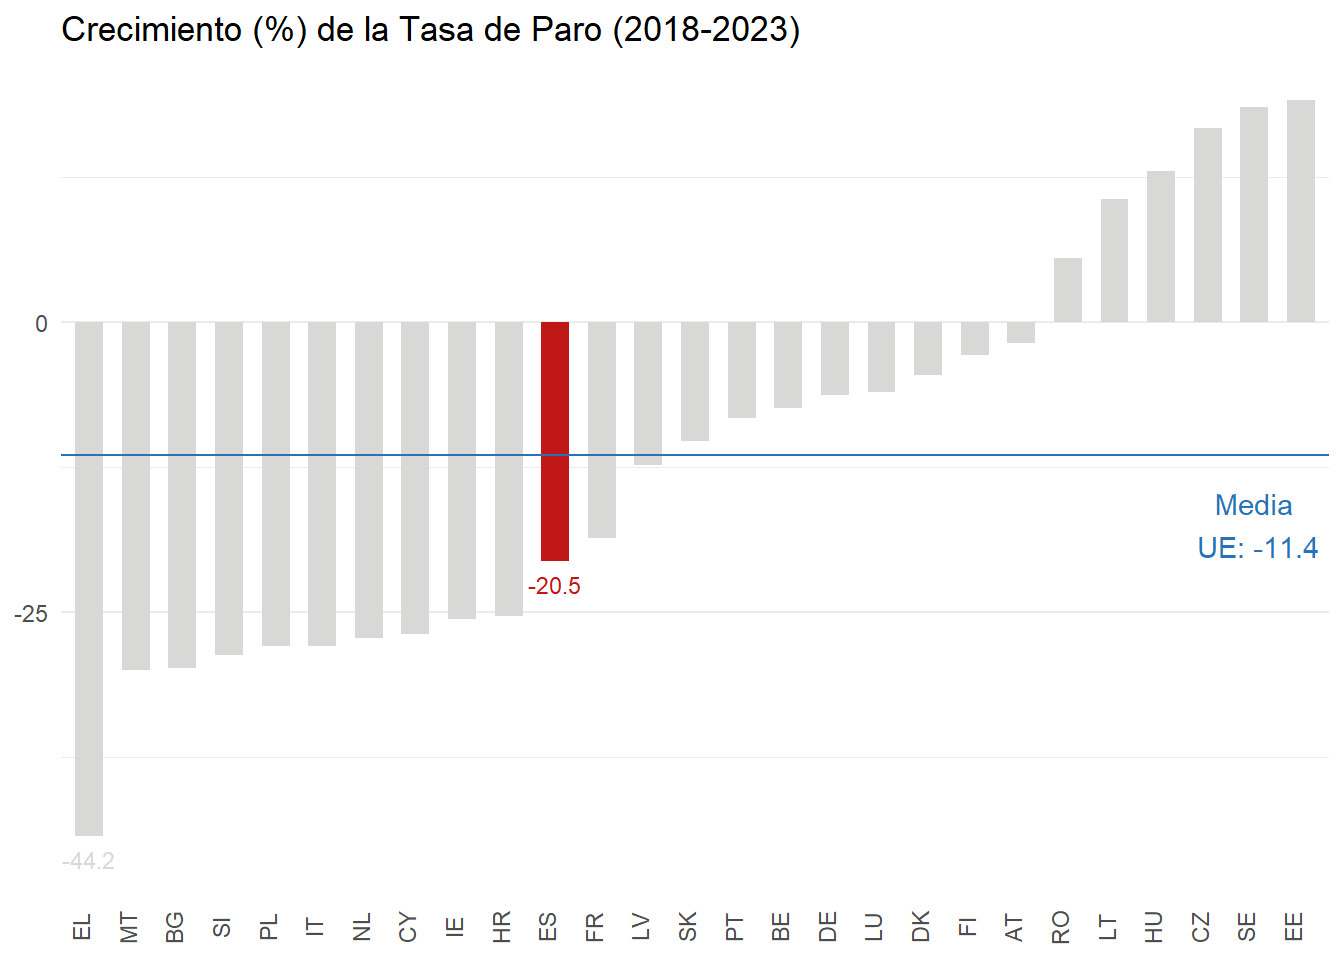 Crecimiento (%) de la Tasa de Paro (2018-2023)
0
Media
UE: -11.4
-20.5
-25
-44.2
EL MT BG SI PL IT NL CY IE HR ES FR LV SK PT BE DE LU DK FI AT RO LT HU CZ SE EE